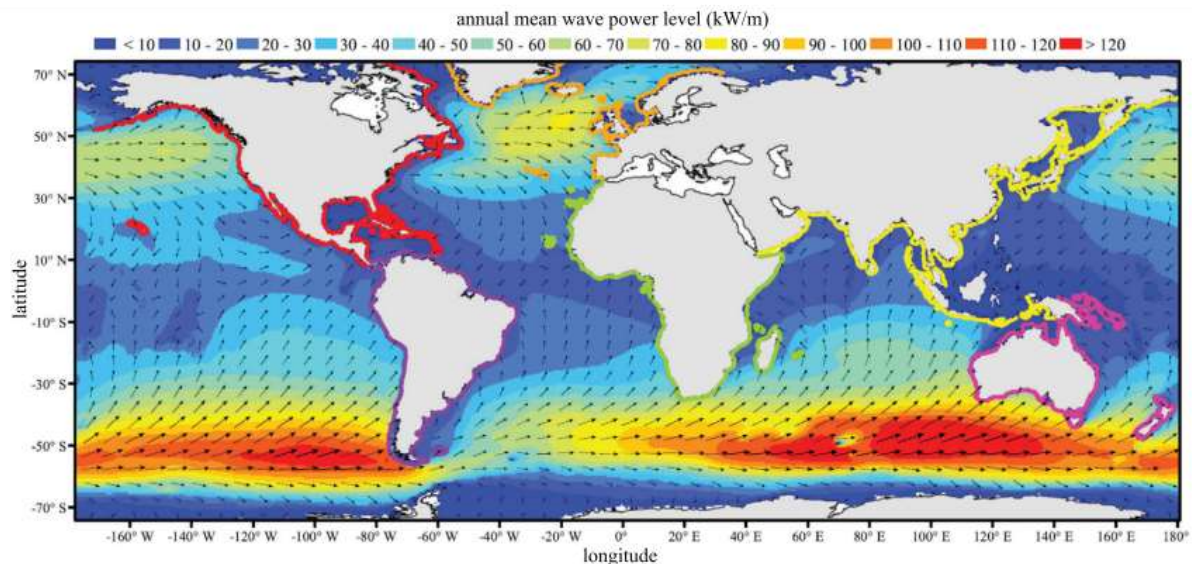 annual mean wave power level (kW/m)
< 10 10 - 20 20 - 30 30 - 40 40 - 50 50 - 60 60 - 70 70 - 80 80 - 90 90 - 100 100 - 110 110 - 120 > 120
70° N
50° N
30° N
10° N
-10° S
-30° S
-50° S
-70° S
latitude
-160° W -140° W -120° W -100° W -80° W -60° W -40° W -20° W 0° 20° E 40° E 60° E 80° E 100° E 120° E 140° E 160° E 180° E
longitude